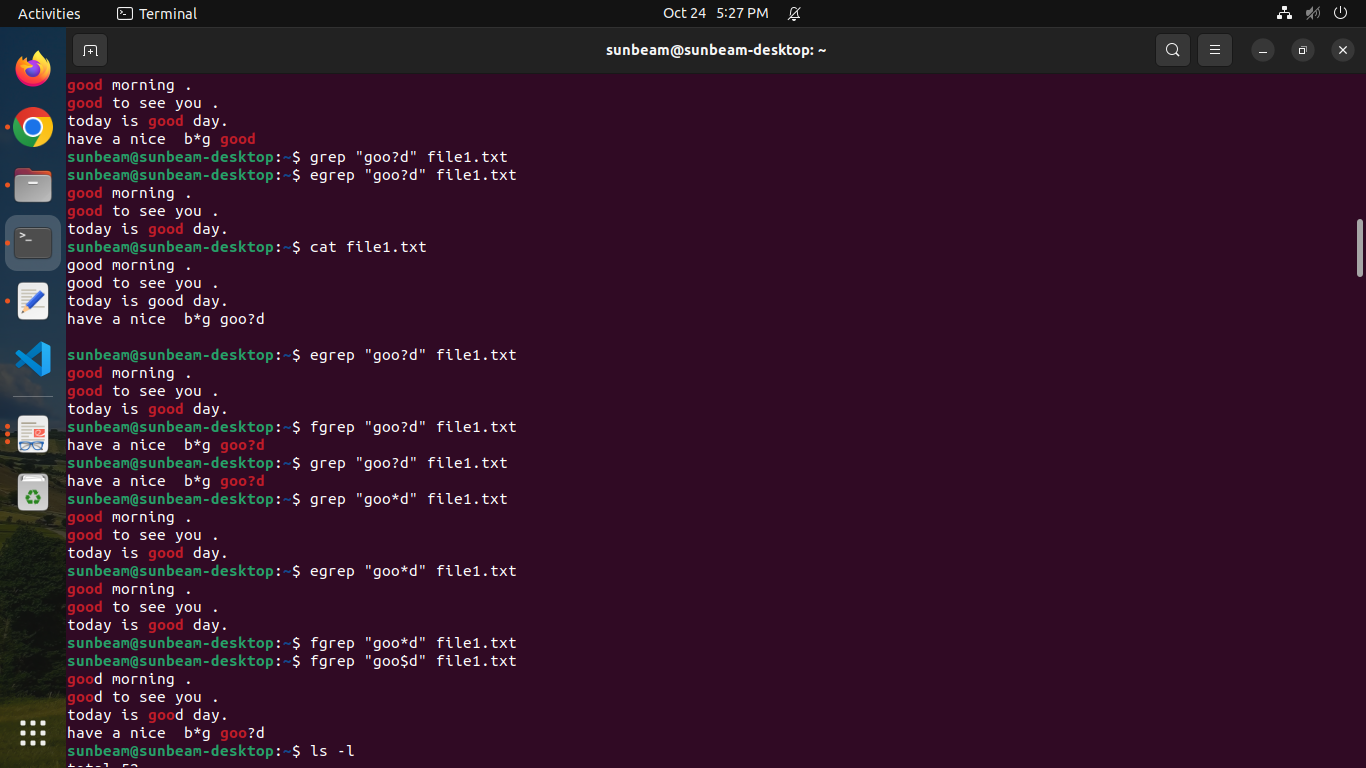 Activities Terminal Oct 24 5:27 PM
sunbeam@sunbeam-desktop: ~
good morning .
good to see you .
today is good day.
have a nice  b*g good
sunbeam@sunbeam-desktop:~$ grep "goo?d" file1.txt
sunbeam@sunbeam-desktop:~$ egrep "goo?d" file1.txt
good morning .
good to see you .
today is good day.
sunbeam@sunbeam-desktop:~$ cat file1.txt
good morning .
good to see you .
today is good day.
have a nice  b*g goo?d
sunbeam@sunbeam-desktop:~$ egrep "goo?d" file1.txt
good morning .
good to see you .
today is good day.
sunbeam@sunbeam-desktop:~$ fgrep "goo?d" file1.txt
have a nice  b*g goo?d
sunbeam@sunbeam-desktop:~$ grep "goo?d" file1.txt
have a nice  b*g goo?d
sunbeam@sunbeam-desktop:~$ grep "goo*d" file1.txt
good morning .
good to see you .
today is good day.
sunbeam@sunbeam-desktop:~$ egrep "goo*d" file1.txt
good morning .
good to see you .
today is good day.
sunbeam@sunbeam-desktop:~$ fgrep "goo*d" file1.txt
sunbeam@sunbeam-desktop:~$ fgrep "goo$d" file1.txt
good morning .
good to see you .
today is good day.
have a nice  b*g goo?d
sunbeam@sunbeam-desktop:~$ ls -l